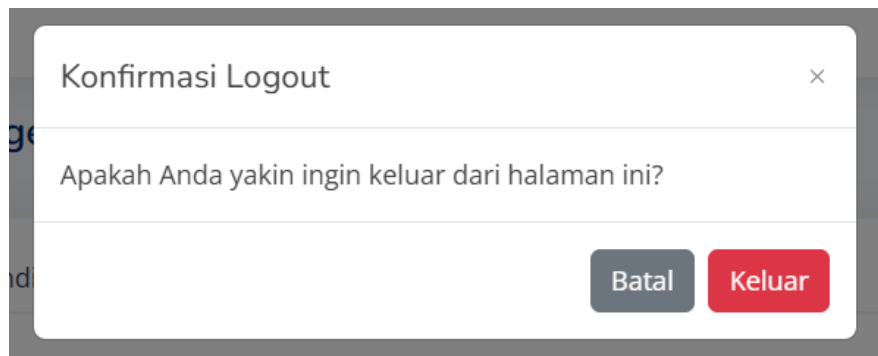 Konfirmasi Logout ×
Apakah Anda yakin ingin keluar dari halaman ini?
Batal Keluar